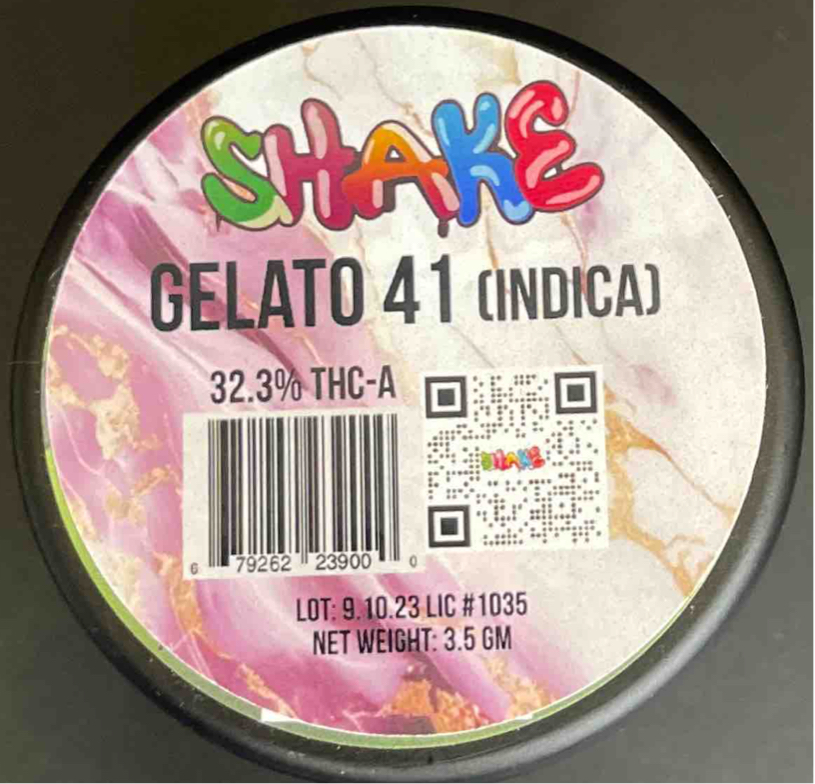 SHAKE
GELATO 41 (INDICA)
32.3% THC-A
SHAKE
6 79262 23900 0
LOT: 9.10.23 LIC #1035
NET WEIGHT: 3.5 GM